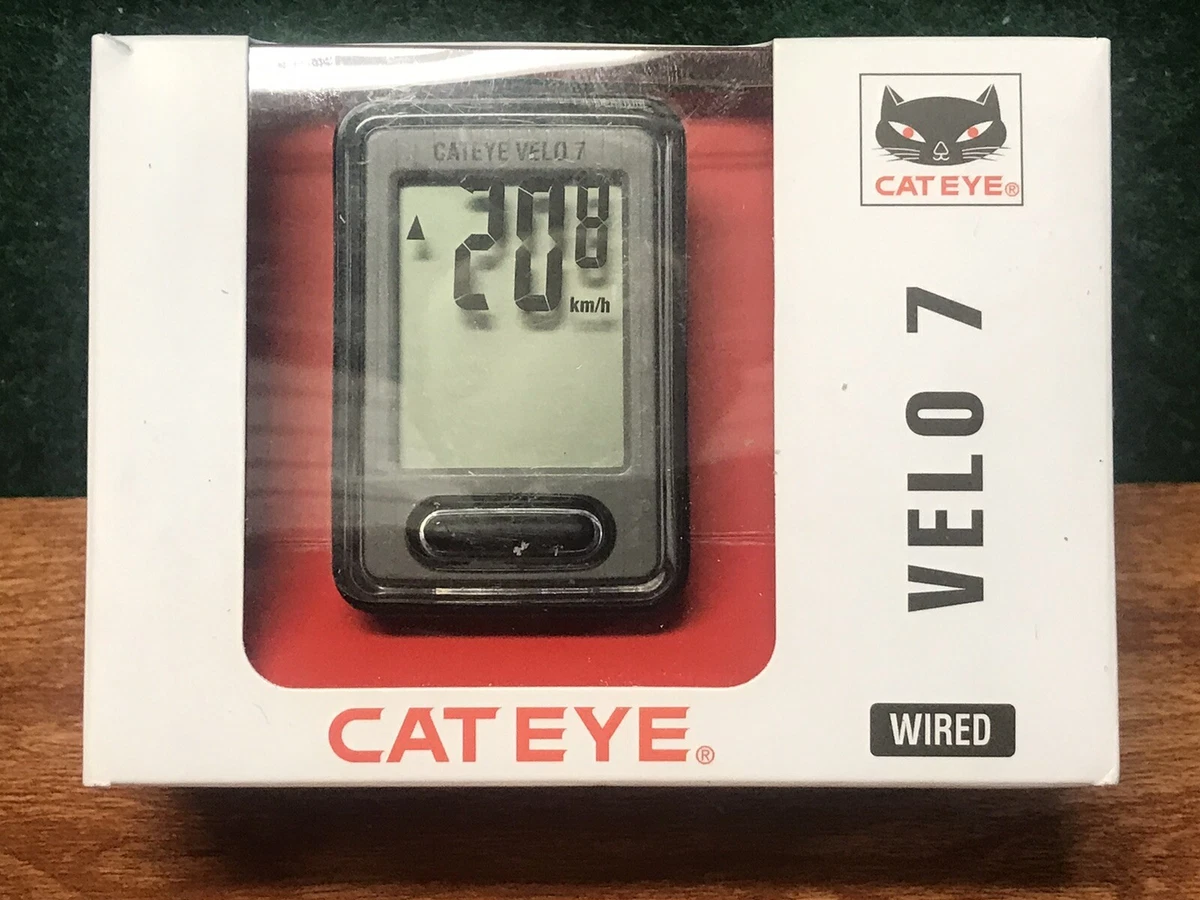 CATEYE VELO 7
20.8
km/h
CATEYE®
CATEYE®
VELO 7
WIRED